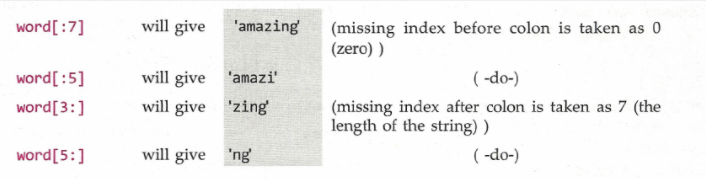 word[:7] will give 'amazing' (missing index before colon is taken as 0
(zero) )
word[:5] will give 'amazi' ( -do-)
word[3:] will give 'zing' (missing index after colon is taken as 7 (the
length of the string) )
word[5:] will give 'ng' ( -do-)